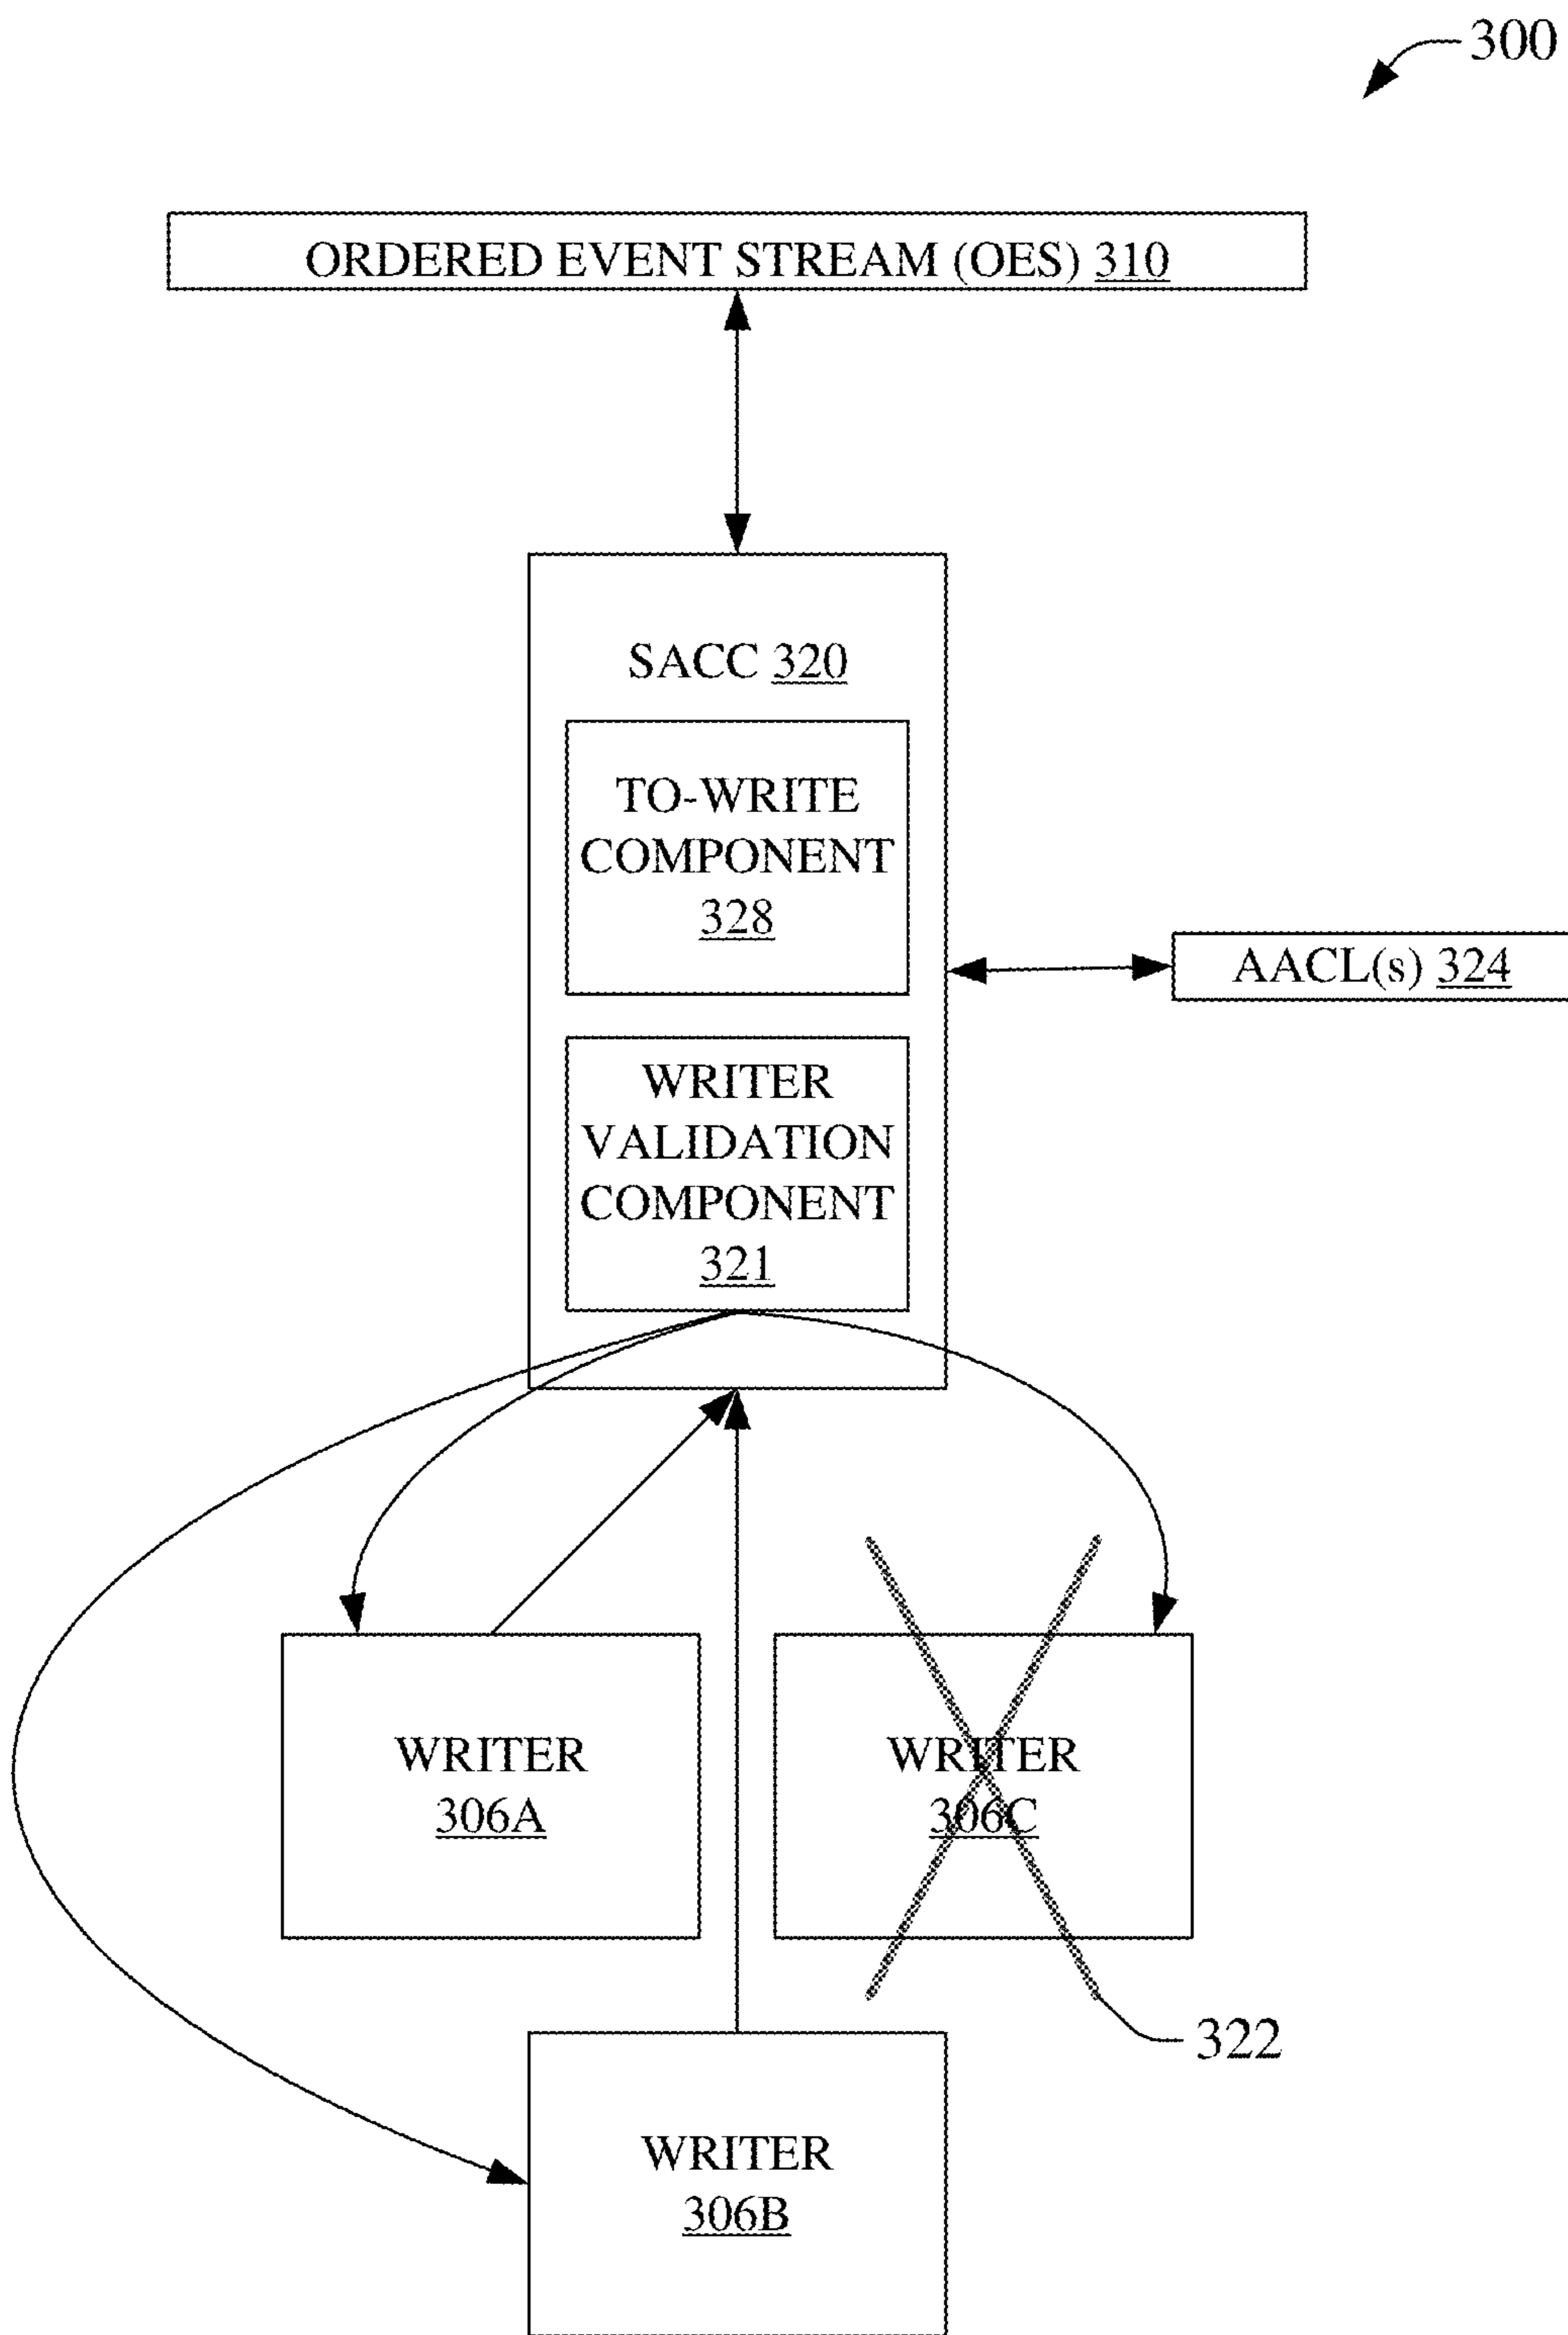 300
ORDERED EVENT STREAM (OES) 310
SACC 320
TO-WRITE
COMPONENT
328
AACL(s) 324
WRITER
VALIDATION
COMPONENT
321
WRITER
306A
WRITER
306C
322
WRITER
306B